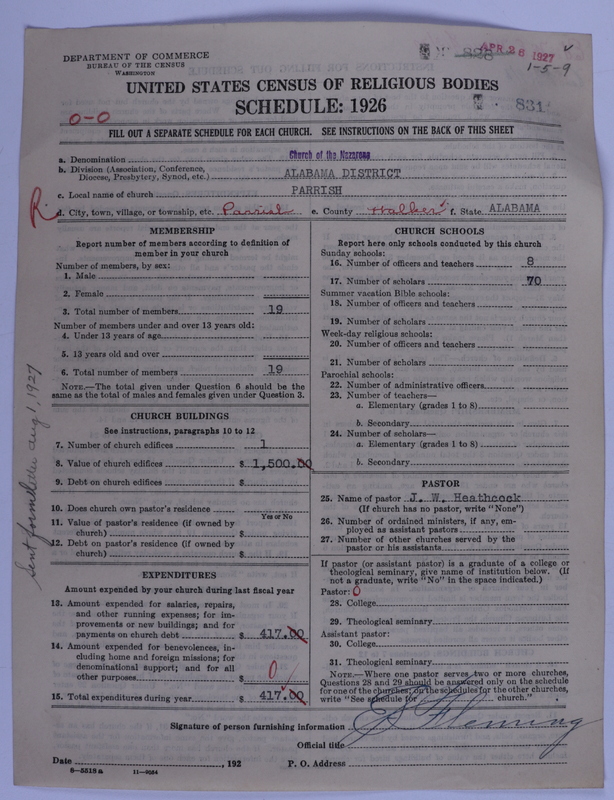 DEPARTMENT OF COMMERCE
BUREAU OF THE CENSUS
WASHINGTON
828 APR 26 1927
1-5-9
UNITED STATES CENSUS OF RELIGIOUS BODIES
SCHEDULE: 1926
831
0-0
FILL OUT A SEPARATE SCHEDULE FOR EACH CHURCH. SEE INSTRUCTIONS ON THE BACK OF THIS SHEET
a. Denomination Church of the Nazarene
b. Division (Association, Conference, Diocese, Presbytery, Synod, etc.) ALABAMA DISTRICT
c. Local name of church PARRISH
R. d. City, town, village, or township, etc. Parrish e. County Walker f. State ALABAMA
MEMBERSHIP
Report number of members according to definition of
member in your church
Number of members, by sex:
1. Male
2. Female
3. Total number of members 19
Number of members under and over 13 years old:
4. Under 13 years of age
5. 13 years old and over
6. Total number of members 19
NOTE.—The total given under Question 6 should be the
same as the total of males and females given under Question 3.
CHURCH BUILDINGS
See instructions, paragraphs 10 to 12
7. Number of church edifices 1
8. Value of church edifices $ 1,500.00
9. Debt on church edifices $
10. Does church own pastor's residence
Yes or No
11. Value of pastor's residence (if owned by
church) $
12. Debt on pastor's residence (if owned by
church) $
EXPENDITURES
Amount expended by your church during last fiscal year
13. Amount expended for salaries, repairs,
and other running expenses; for im-
provements or new buildings; and for
payments on church debt $ 417.00
14. Amount expended for benevolences, in-
cluding home and foreign missions; for
denominational support; and for all
other purposes $ 0
15. Total expenditures during year $ 417.00
Sent form letter Aug 1, 1927
CHURCH SCHOOLS
Report here only schools conducted by this church
Sunday schools:
16. Number of officers and teachers 8
17. Number of scholars 70
Summer vacation Bible schools:
18. Number of officers and teachers
19. Number of scholars
Week-day religious schools:
20. Number of officers and teachers
21. Number of scholars
Parochial schools:
22. Number of administrative officers
23. Number of teachers—
a. Elementary (grades 1 to 8)
b. Secondary
24. Number of scholars—
a. Elementary (grades 1 to 8)
b. Secondary
PASTOR
25. Name of pastor J. W. Heathcock
(If church has no pastor, write "None")
26. Number of ordained ministers, if any, em-
ployed as assistant pastors
27. Number of other churches served by the
pastor or his assistants
If pastor (or assistant pastor) is a graduate of a college or
theological seminary, give name of institution below. (If
not a graduate, write "No" in the space indicated.)
Pastor: 0
28. College
29. Theological seminary
Assistant pastor:
30. College
31. Theological seminary
NOTE.—Where one pastor serves two or more churches,
Questions 28 and 29 should be answered only on the schedule
for one of the churches; on the schedules for the other churches,
write "See schedule for church."
Signature of person furnishing information Fleming
Official title
Date , 192 P. O. Address
8-5518a 11-9034